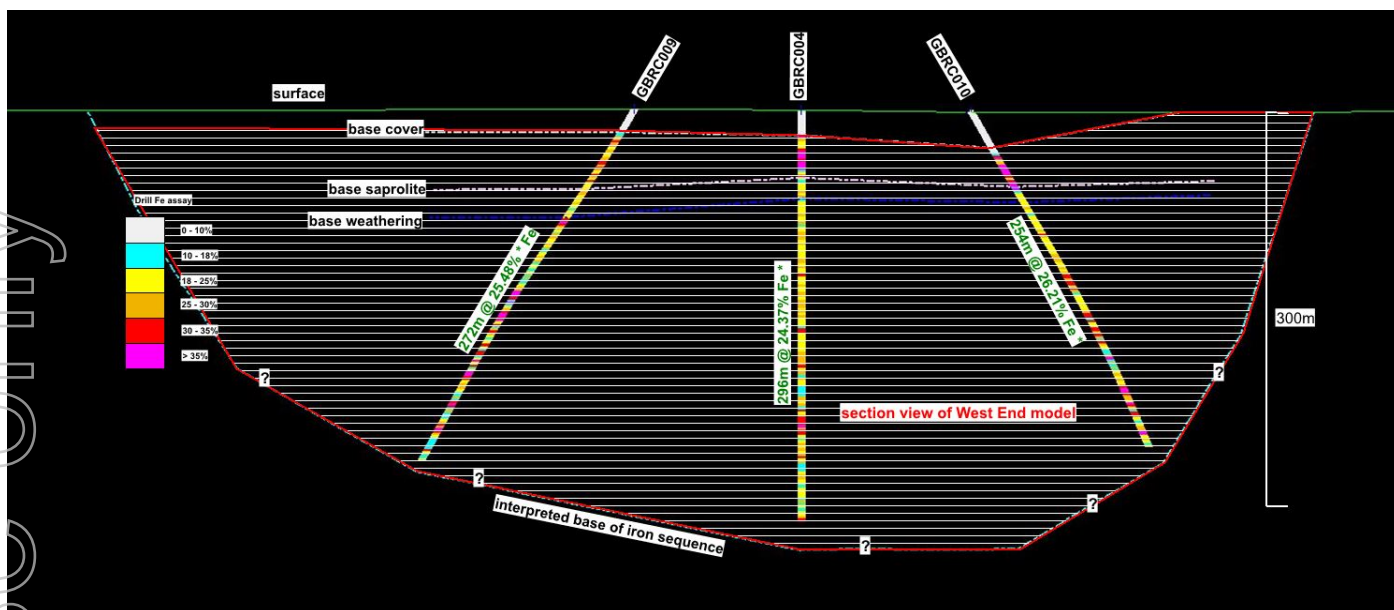 GBRC009
GBRC004
GBRC010
surface
base cover
base saprolite
Drill Fe assay
base weathering
0 - 10%
10 - 18%
18 - 25%
25 - 30%
30 - 35%
> 35%
272m @ 25.48% * Fe
296m @ 24.37% Fe *
254m @ 26.21% Fe *
300m
?
?
?
?
?
section view of West End model
interpreted base of iron sequence